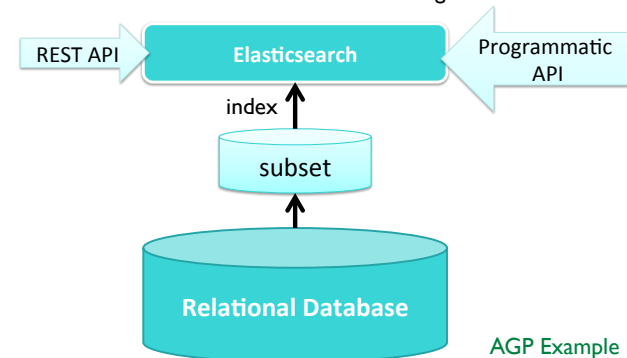 REST API
Elasticsearch
Programmatic
API
index
subset
Relational Database
AGP Example